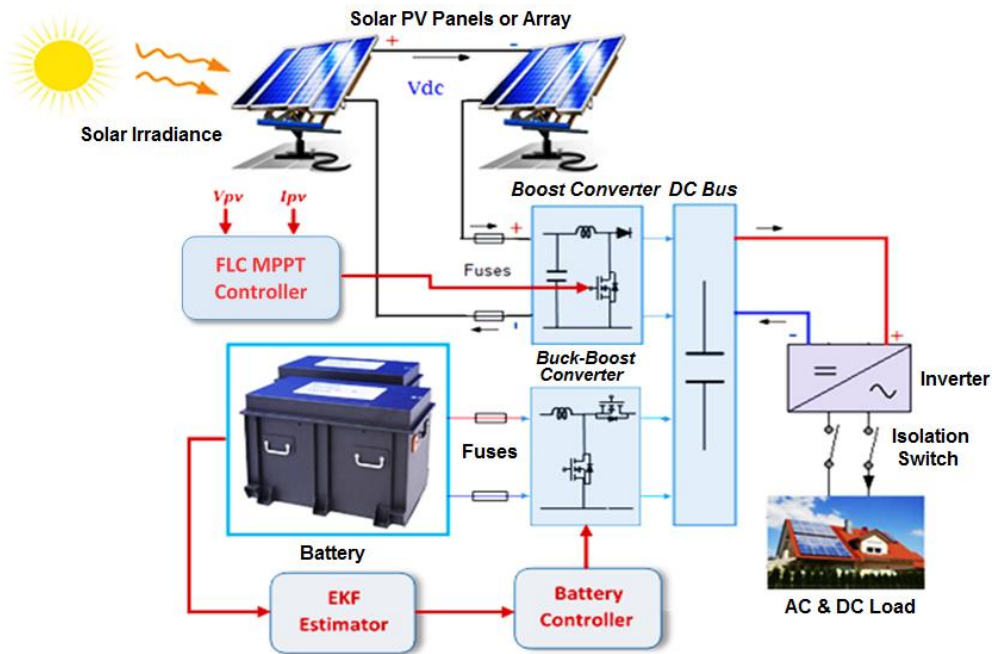 Solar PV Panels or Array
+
-
Vdc
Solar Irradiance
Boost Converter
DC Bus
Vpv
Ipv
+
FLC MPPT
Controller
Fuses
-
-
+
Buck-Boost
Converter
Inverter
Fuses
Isolation
Switch
Battery
EKF
Estimator
Battery
Controller
AC & DC Load